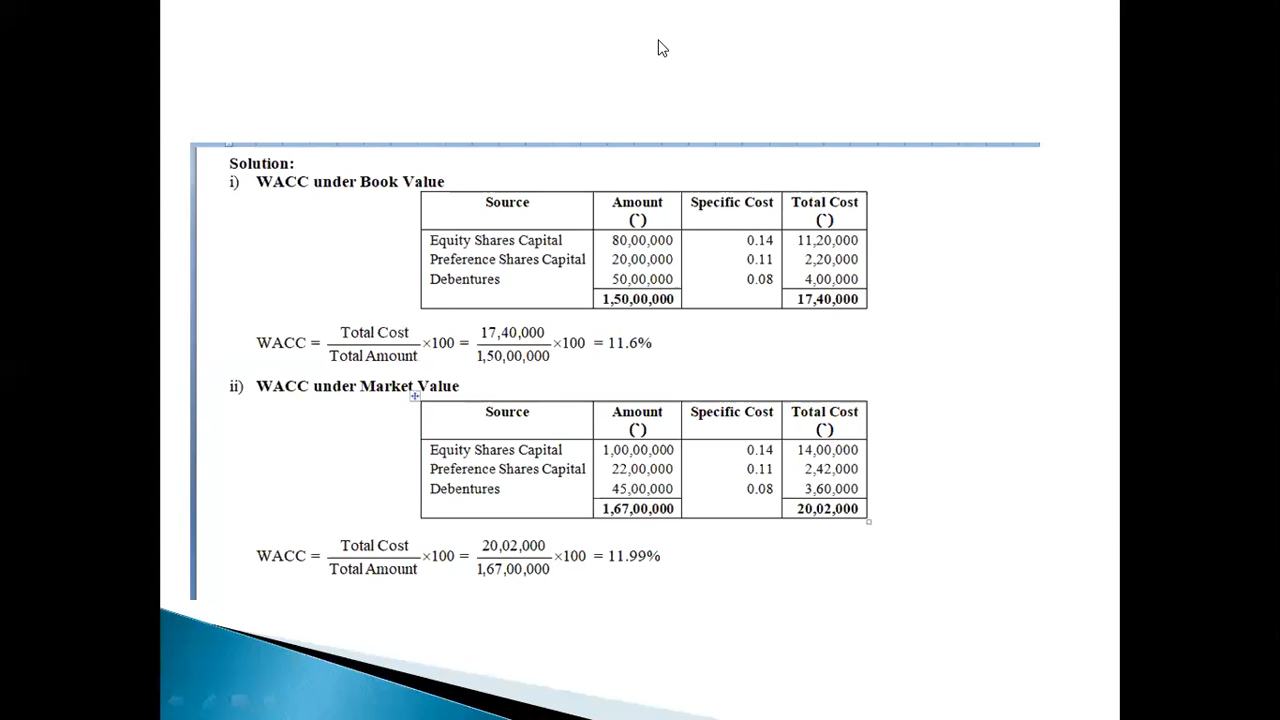 Solution:
i) WACC under Book Value
Source Amount (`) Specific Cost Total Cost (`)
Equity Shares Capital 80,00,000 0.14 11,20,000
Preference Shares Capital 20,00,000 0.11 2,20,000
Debentures 50,00,000 0.08 4,00,000
1,50,00,000 17,40,000
WACC = Total Cost / Total Amount ×100 = 17,40,000 / 1,50,00,000 ×100 = 11.6%
ii) WACC under Market Value
Source Amount (`) Specific Cost Total Cost (`)
Equity Shares Capital 1,00,00,000 0.14 14,00,000
Preference Shares Capital 22,00,000 0.11 2,42,000
Debentures 45,00,000 0.08 3,60,000
1,67,00,000 20,02,000
WACC = Total Cost / Total Amount ×100 = 20,02,000 / 1,67,00,000 ×100 = 11.99%